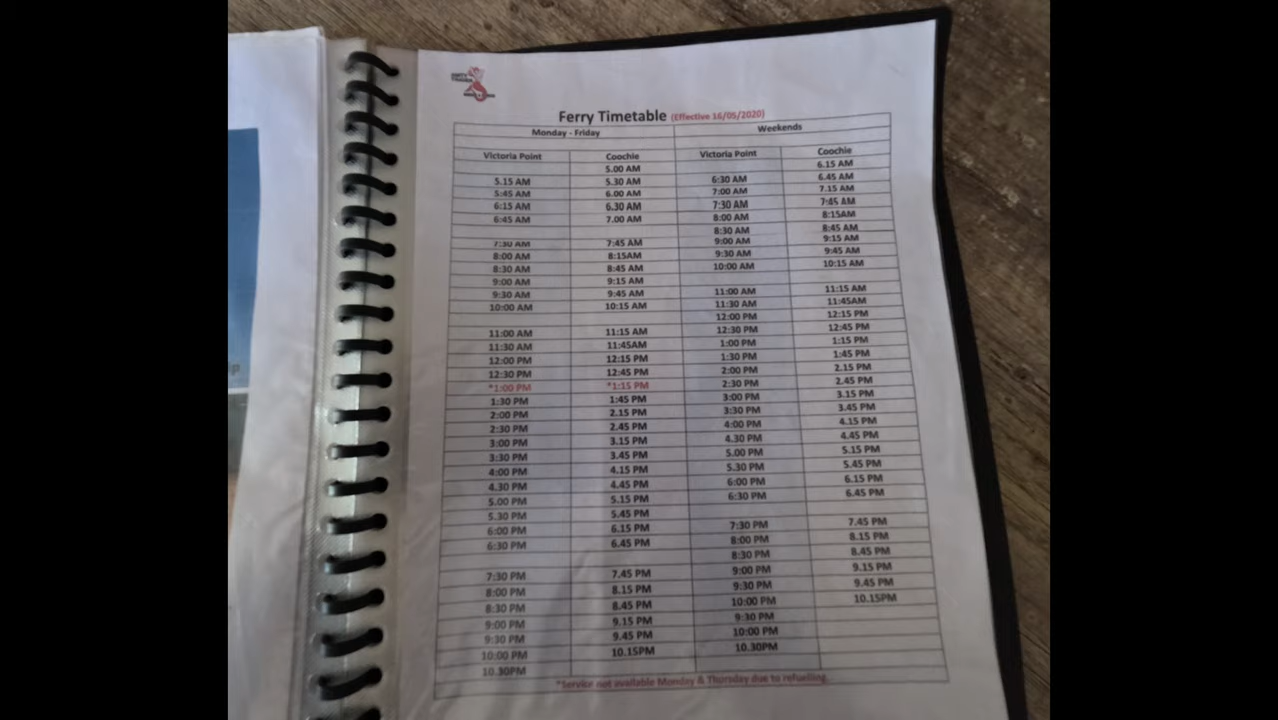 Ferry Timetable (Effective 16/05/2020)
Monday - Friday Weekends
Victoria Point Coochie Victoria Point Coochie
5.00 AM 6.15 AM
5.15 AM 5.30 AM 6:30 AM 6.45 AM
5:45 AM 6.00 AM 7:00 AM 7.15 AM
6:15 AM 6.30 AM 7:30 AM 7:45 AM
6:45 AM 7.00 AM 8:00 AM 8:15AM
8:30 AM 8:45 AM
7:30 AM 7:45 AM 9:00 AM 9:15 AM
8:00 AM 8:15AM 9:30 AM 9:45 AM
8:30 AM 8:45 AM 10:00 AM 10:15 AM
9:00 AM 9:15 AM
9:30 AM 9:45 AM 11:00 AM 11:15 AM
10:00 AM 10:15 AM 11:30 AM 11:45AM
12:00 PM 12:15 PM
11:00 AM 11:15 AM 12:30 PM 12:45 PM
11:30 AM 11:45AM 1:00 PM 1:15 PM
12:00 PM 12:15 PM 1:30 PM 1:45 PM
12:30 PM 12:45 PM 2:00 PM 2.15 PM
*1:00 PM *1:15 PM 2:30 PM 2.45 PM
1:30 PM 1:45 PM 3:00 PM 3.15 PM
2:00 PM 2.15 PM 3:30 PM 3.45 PM
2:30 PM 2.45 PM 4:00 PM 4.15 PM
3:00 PM 3.15 PM 4.30 PM 4.45 PM
3:30 PM 3.45 PM 5.00 PM 5.15 PM
4:00 PM 4.15 PM 5.30 PM 5.45 PM
4.30 PM 4.45 PM 6:00 PM 6.15 PM
5.00 PM 5.15 PM 6:30 PM 6.45 PM
5.30 PM 5.45 PM
6:00 PM 6.15 PM 7:30 PM 7.45 PM
6:30 PM 6.45 PM 8:00 PM 8.15 PM
8:30 PM 8.45 PM
7:30 PM 7.45 PM 9:00 PM 9.15 PM
8:00 PM 8.15 PM 9:30 PM 9.45 PM
8:30 PM 8.45 PM 10:00 PM 10.15PM
9:00 PM 9.15 PM 9:30 PM
9:30 PM 9.45 PM 10:00 PM
10:00 PM 10.15PM 10.30PM
10.30PM
*Service not available Monday & Thursday due to refuelling.